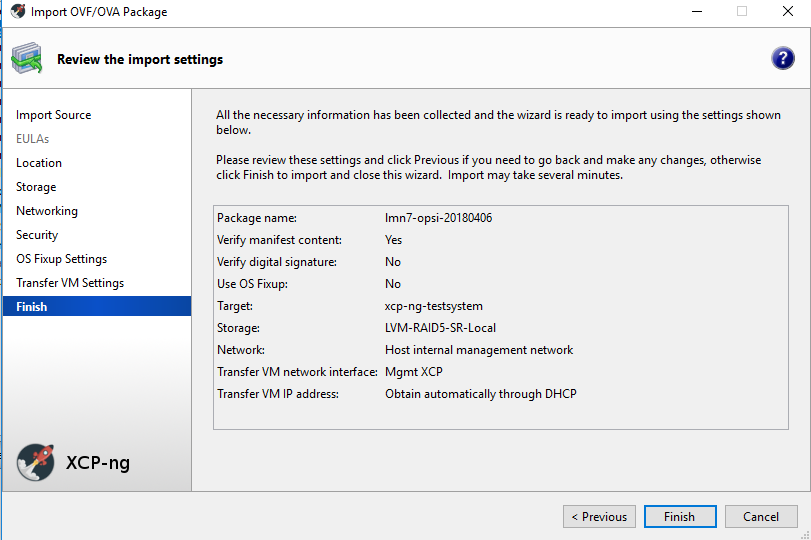 Import OVF/OVA Package
Review the import settings
?
Import Source
EULAs
Location
Storage
Networking
Security
OS Fixup Settings
Transfer VM Settings
Finish
XCP-ng
All the necessary information has been collected and the wizard is ready to import using the settings shown
below.
Please review these settings and click Previous if you need to go back and make any changes, otherwise
click Finish to import and close this wizard. Import may take several minutes.
Package name: lmn7-opsi-20180406
Verify manifest content: Yes
Verify digital signature: No
Use OS Fixup: No
Target: xcp-ng-testsystem
Storage: LVM-RAID5-SR-Local
Network: Host internal management network
Transfer VM network interface: Mgmt XCP
Transfer VM IP address: Obtain automatically through DHCP
< Previous
Finish
Cancel